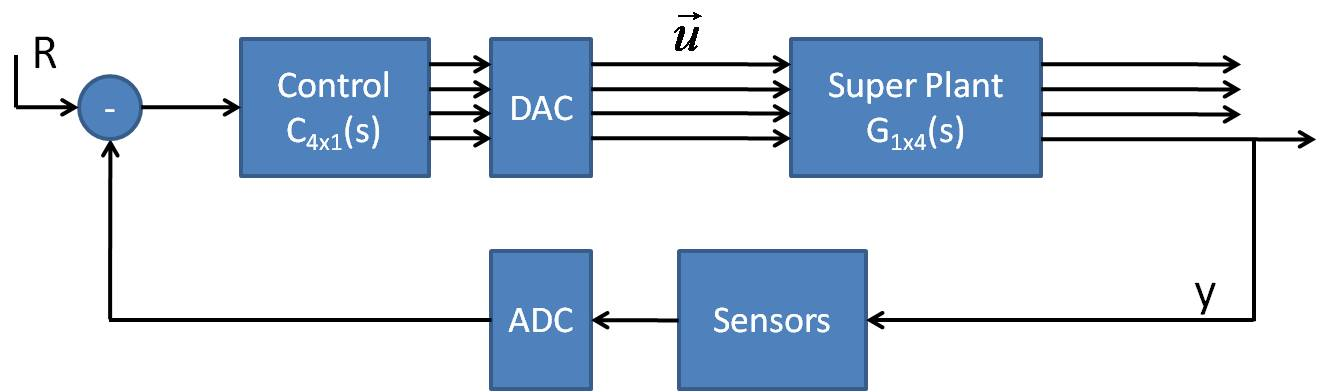 R
-
Control
C4x1(s)
DAC
u⃗
Super Plant
G1x4(s)
ADC
Sensors
y